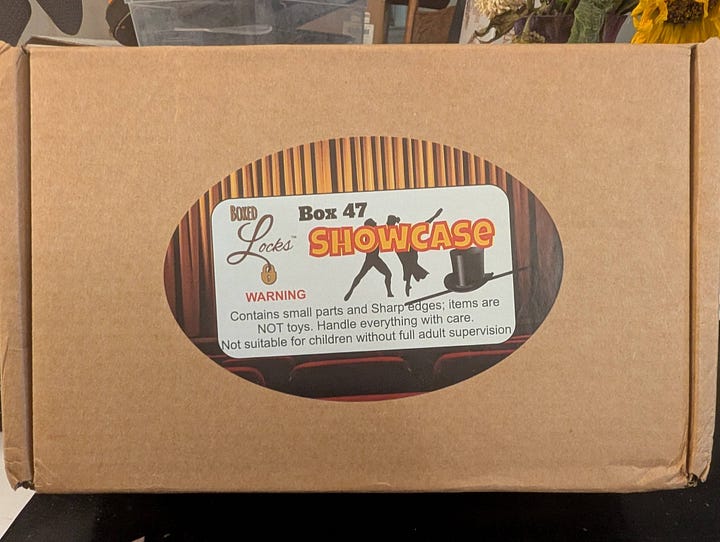 BOXED
Locks™
Box 47
SHOWCASE
WARNING
Contains small parts and Sharp edges; items are
NOT toys. Handle everything with care.
Not suitable for children without full adult supervision